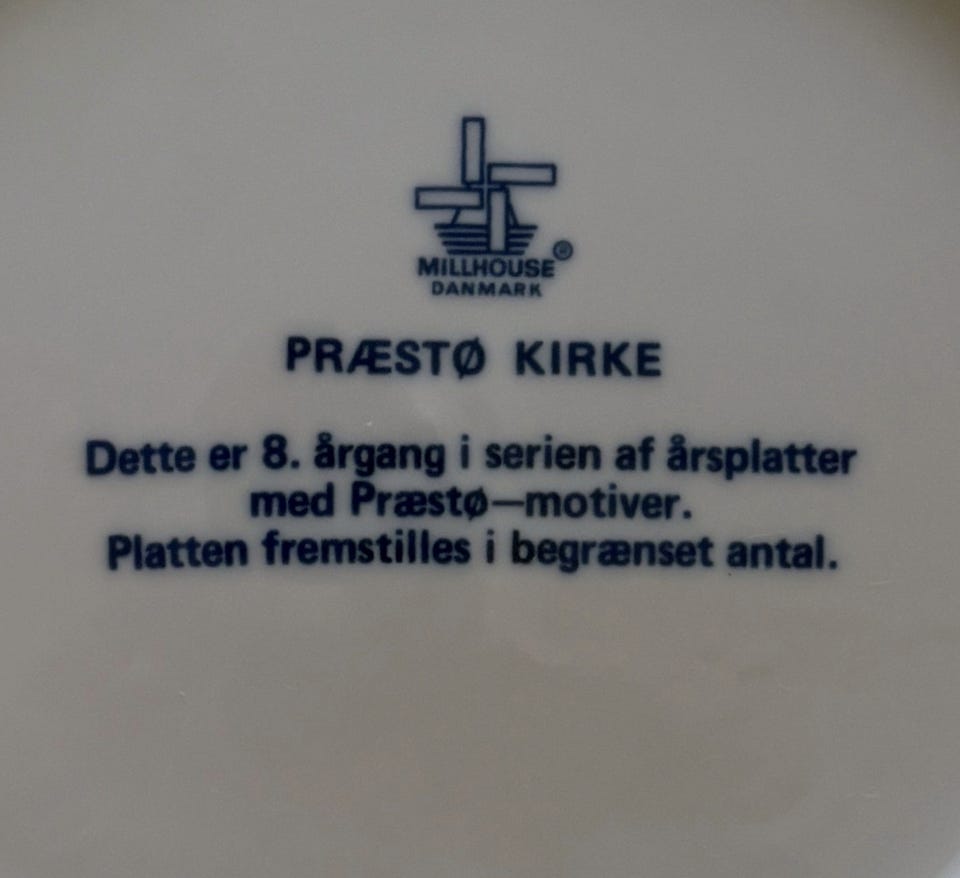 MILLHOUSE ®
DANMARK
PRÆSTØ KIRKE
Dette er 8. årgang i serien af årsplatter
med Præstø—motiver.
Platten fremstilles i begrænset antal.